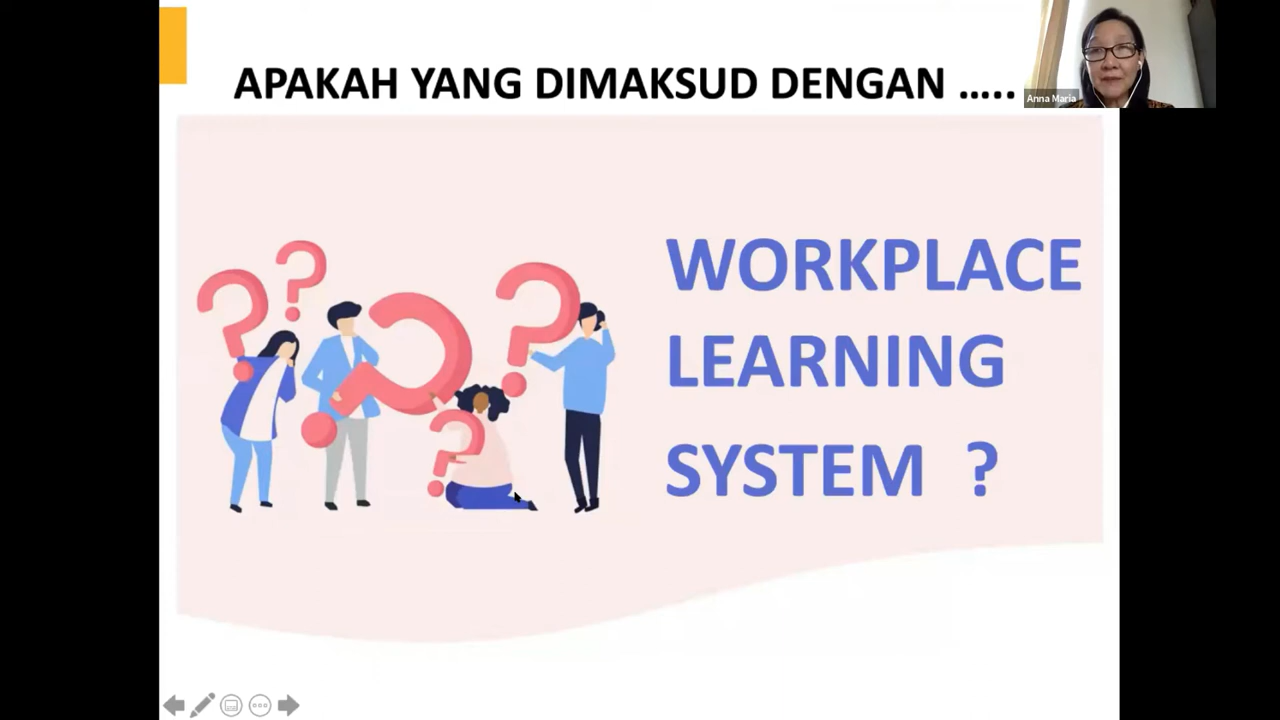 APAKAH YANG DIMAKSUD DENGAN …..
Anna Maria
WORKPLACE
LEARNING
SYSTEM ?